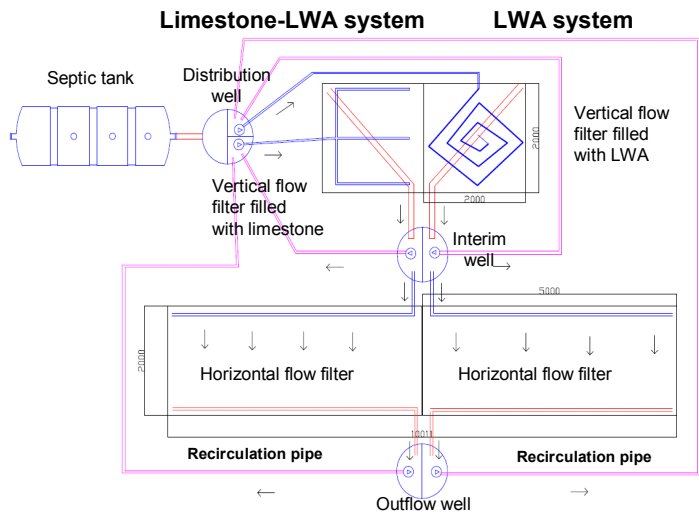 Limestone-LWA system
LWA system
Septic tank
Distribution
well
Vertical flow
filter filled
with LWA
2000
2000
Vertical flow
filter filled
with limestone
Interim
well
5000
2000
Horizontal flow filter
Horizontal flow filter
10011
Recirculation pipe
Recirculation pipe
Outflow well